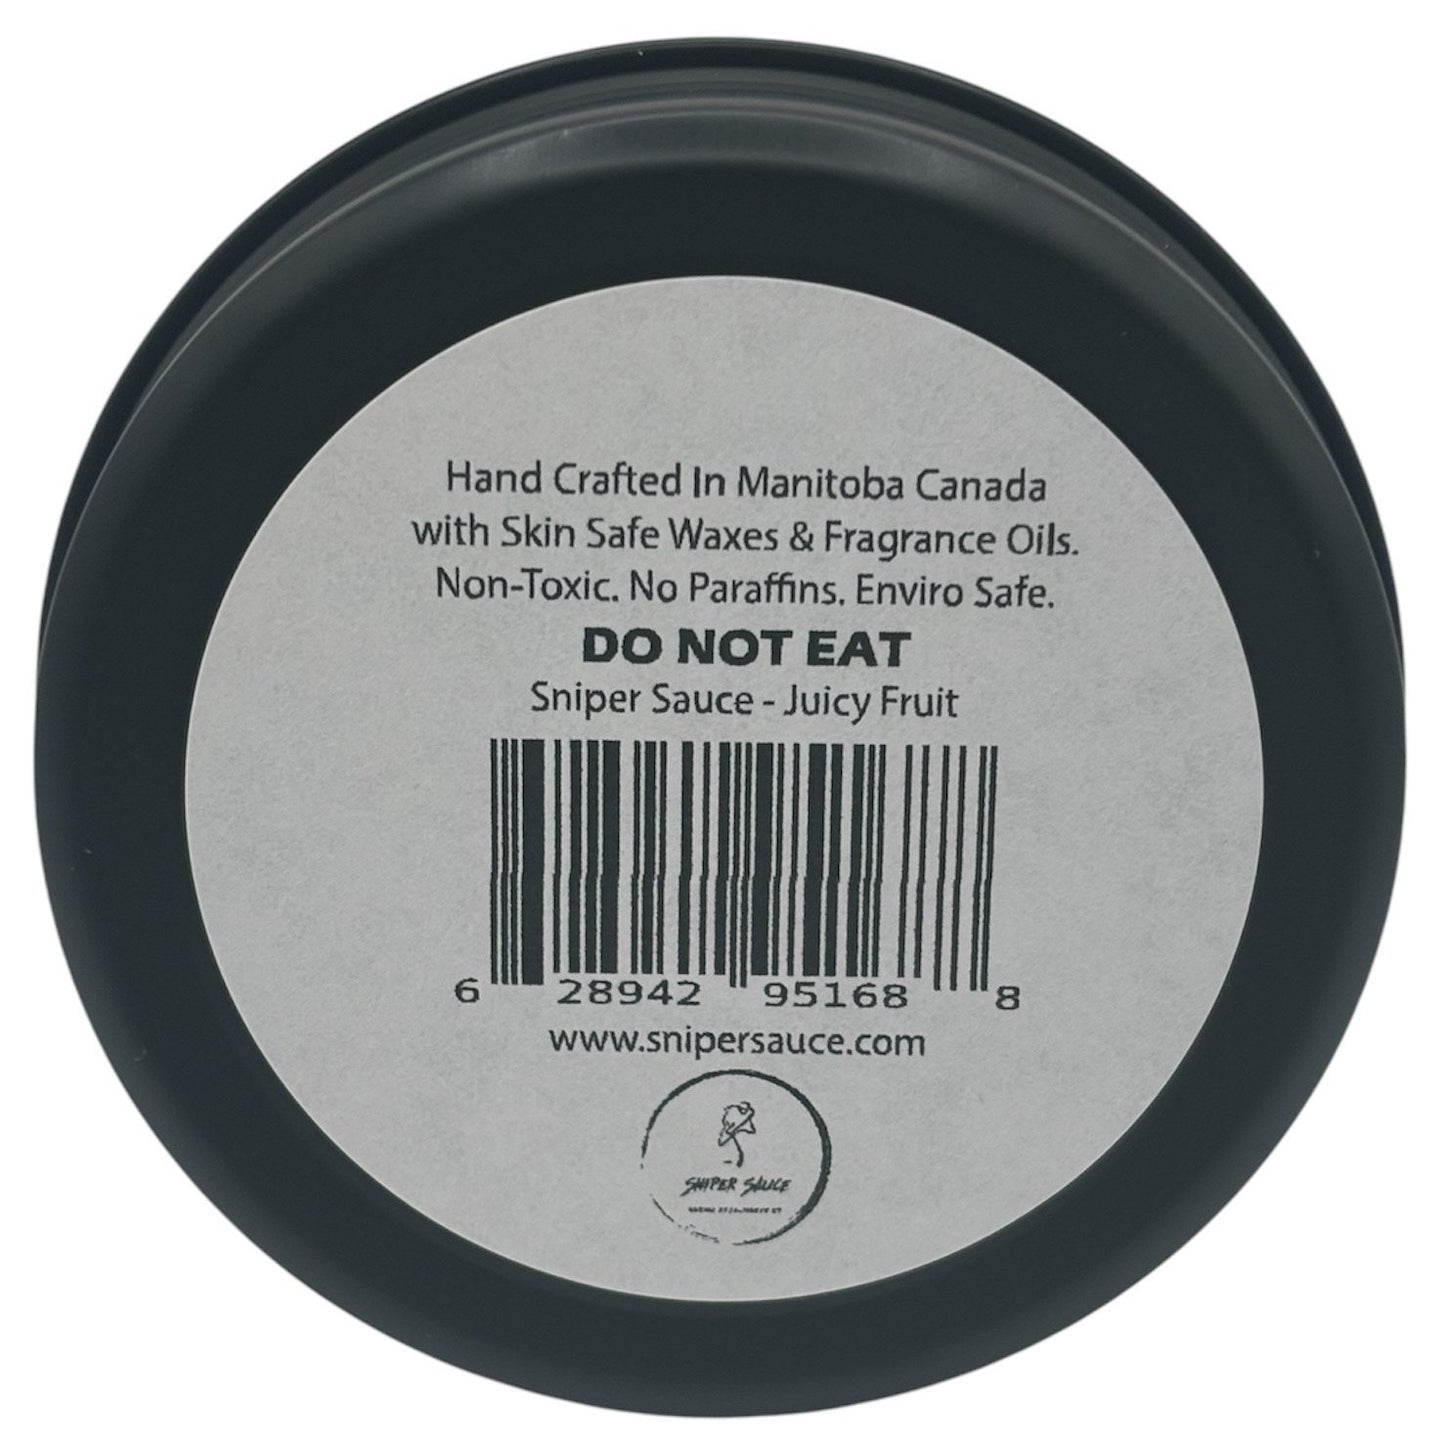 Hand Crafted In Manitoba Canada
with Skin Safe Waxes & Fragrance Oils.
Non-Toxic. No Paraffins. Enviro Safe.
DO NOT EAT
Sniper Sauce - Juicy Fruit
6 28942 95168 8
www.snipersauce.com
SNIPER SAUCE